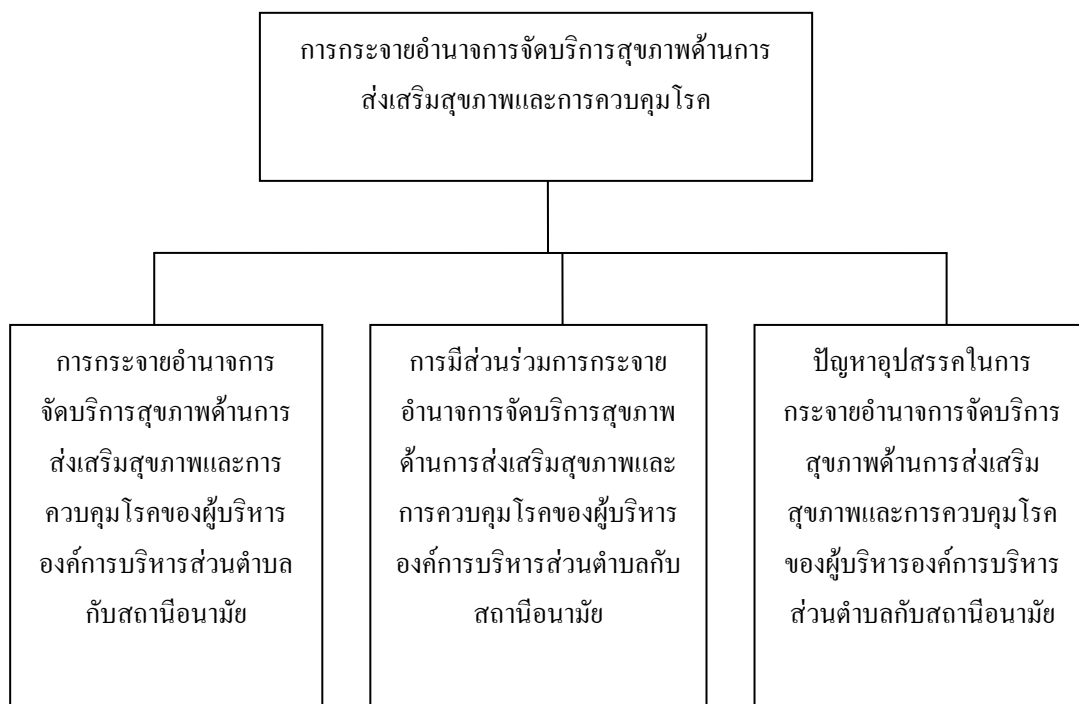 การกระจายอำนาจการจัดบริการสุขภาพด้านการ
ส่งเสริมสุขภาพและการควบคุมโรค
การกระจายอำนาจการ
จัดบริการสุขภาพด้านการ
ส่งเสริมสุขภาพและการ
ควบคุมโรคของผู้บริหาร
องค์การบริหารส่วนตำบล
กับสถานีอนามัย
การมีส่วนร่วมการกระจาย
อำนาจการจัดบริการสุขภาพ
ด้านการส่งเสริมสุขภาพและ
การควบคุมโรคของผู้บริหาร
องค์การบริหารส่วนตำบลกับ
สถานีอนามัย
ปัญหาอุปสรรคในการ
กระจายอำนาจการจัดบริการ
สุขภาพด้านการส่งเสริม
สุขภาพและการควบคุมโรค
ของผู้บริหารองค์การบริหาร
ส่วนตำบลกับสถานีอนามัย